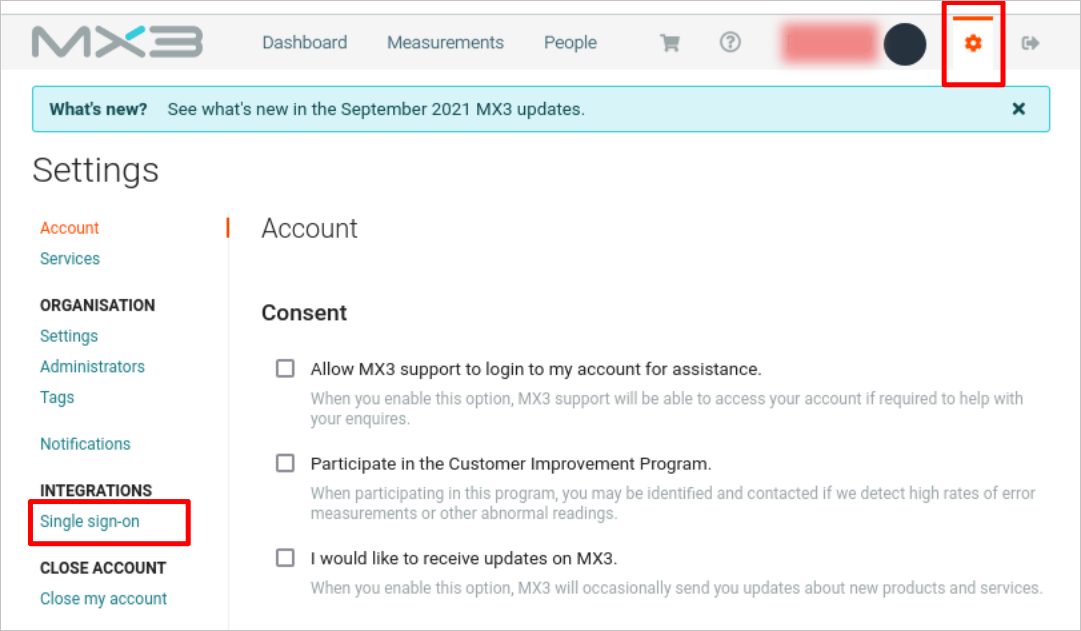 MX3
Dashboard Measurements People
What's new? See what's new in the September 2021 MX3 updates.
Settings
Account
Services
ORGANISATION
Settings
Administrators
Tags
Notifications
INTEGRATIONS
Single sign-on
CLOSE ACCOUNT
Close my account
Account
Consent
Allow MX3 support to login to my account for assistance.
When you enable this option, MX3 support will be able to access your account if required to help with
your enquires.
Participate in the Customer Improvement Program.
When participating in this program, you may be identified and contacted if we detect high rates of error
measurements or other abnormal readings.
I would like to receive updates on MX3.
When you enable this option, MX3 will occasionally send you updates about new products and services.